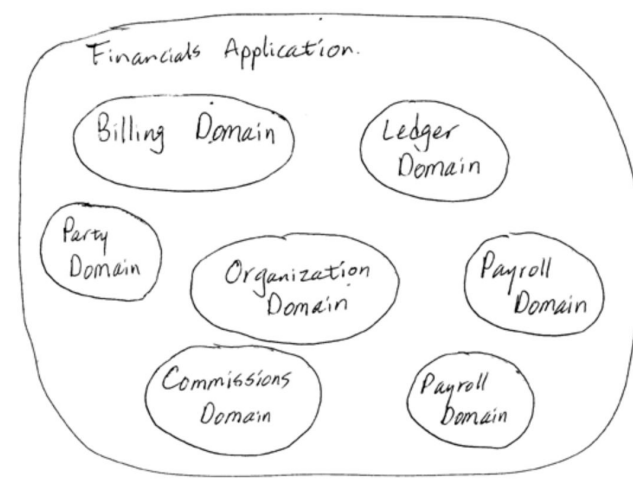 Financials Application.
Billing Domain
Ledger
Domain
Party
Domain
Organization
Domain
Payroll
Domain
Commissions
Domain
Payroll
Domain